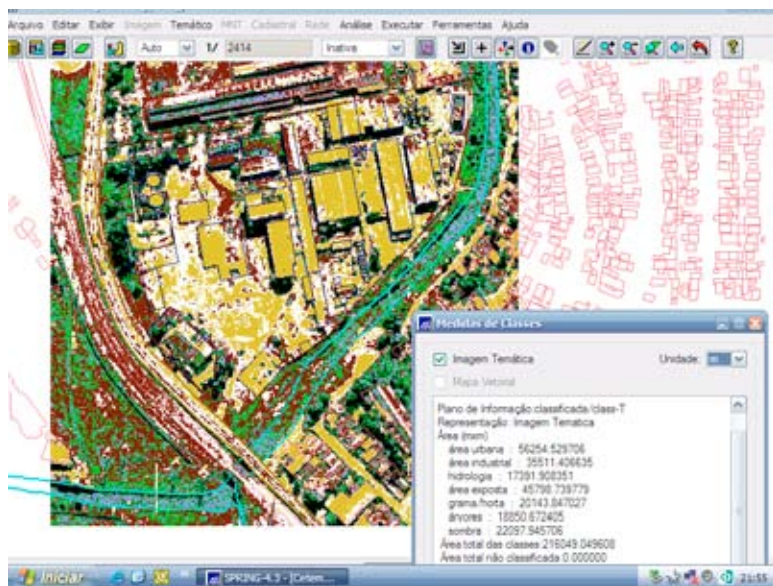 Arquivo Editar Exibir Imagem Temático MNT Cadastral Rede Análise Executar Ferramentas Ajuda
Auto 1/ 2414 Inativa
Medidas de Classes
Imagem Temática Unidade: m
Mapa Vetorial
Plano de Informação:classificada/class-T
Representação: Imagem Tematica
Área (mm)
área urbana : 56254.529706
área industrial : 35511.406635
hidrologia : 17391.908351
área exposta : 45798.739779
grama/horta : 20143.847027
árvores : 18850.672405
sombra : 22097.945706
Área total das classes:216049.049608
Área total não classificada:0.000000
Iniciar SPRING-4.3 - [Cetem... 21:55